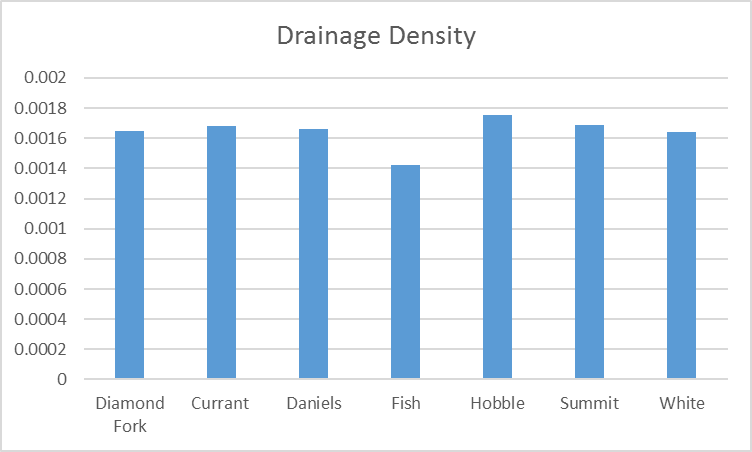 Drainage Density
0.002
0.0018
0.0016
0.0014
0.0012
0.001
0.0008
0.0006
0.0004
0.0002
0
Diamond Fork
Currant
Daniels
Fish
Hobble
Summit
White